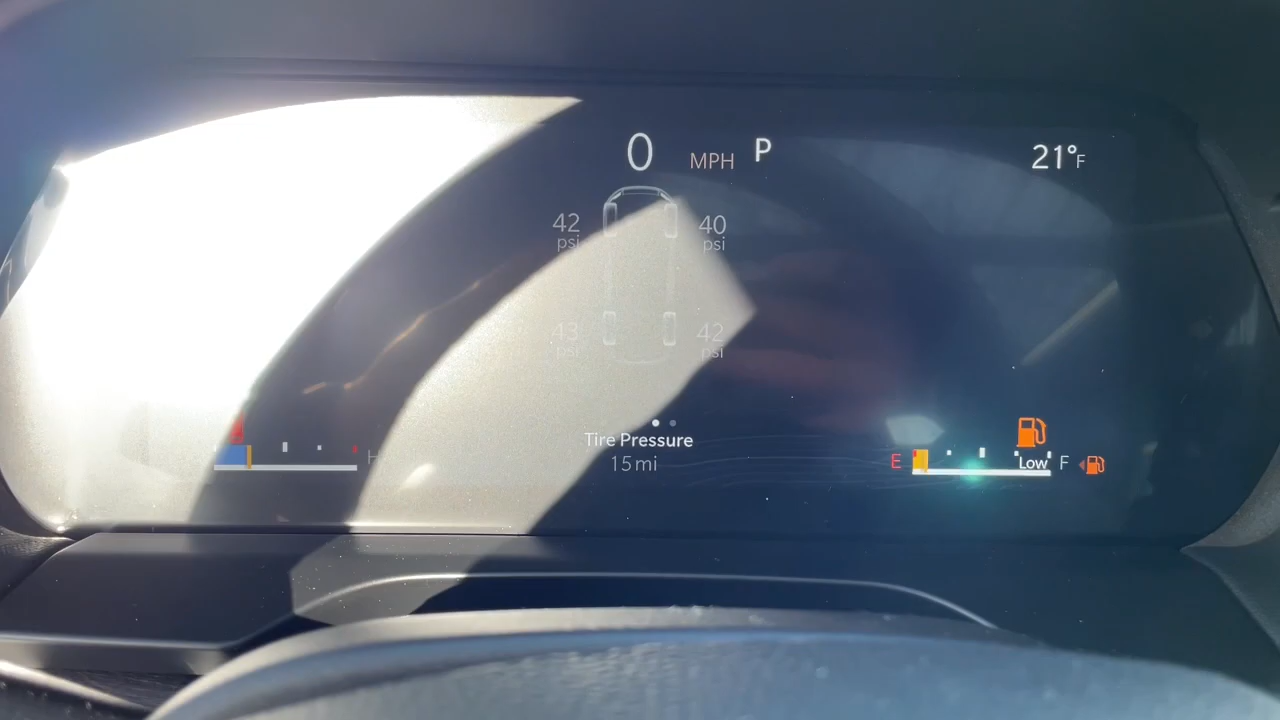 0 MPH P 21°F
42 psi
40 psi
43 psi
42 psi
Tire Pressure
15 mi
H
E Low F